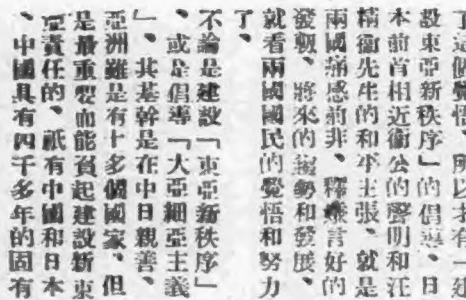 了這個覺悟、所以才有「建
設東亞新秩序」的倡導、日
本前首相近衞公的聲明和汪
精衛先生的和平主張、就是
兩國痛感前非、釋嫌言好的
發軔、將來的趨勢和發展、
就看兩國國民的覺悟和努力
了、
不論是建設「東亞新秩序」
、或是倡導「大亞細亞主義
」、其基幹是在中日親善、
亞洲雖是有十多個國家、但
是最重要而能負起建設新東
亞責任的、祇有中國和日本
、中國具有四千多年的固有